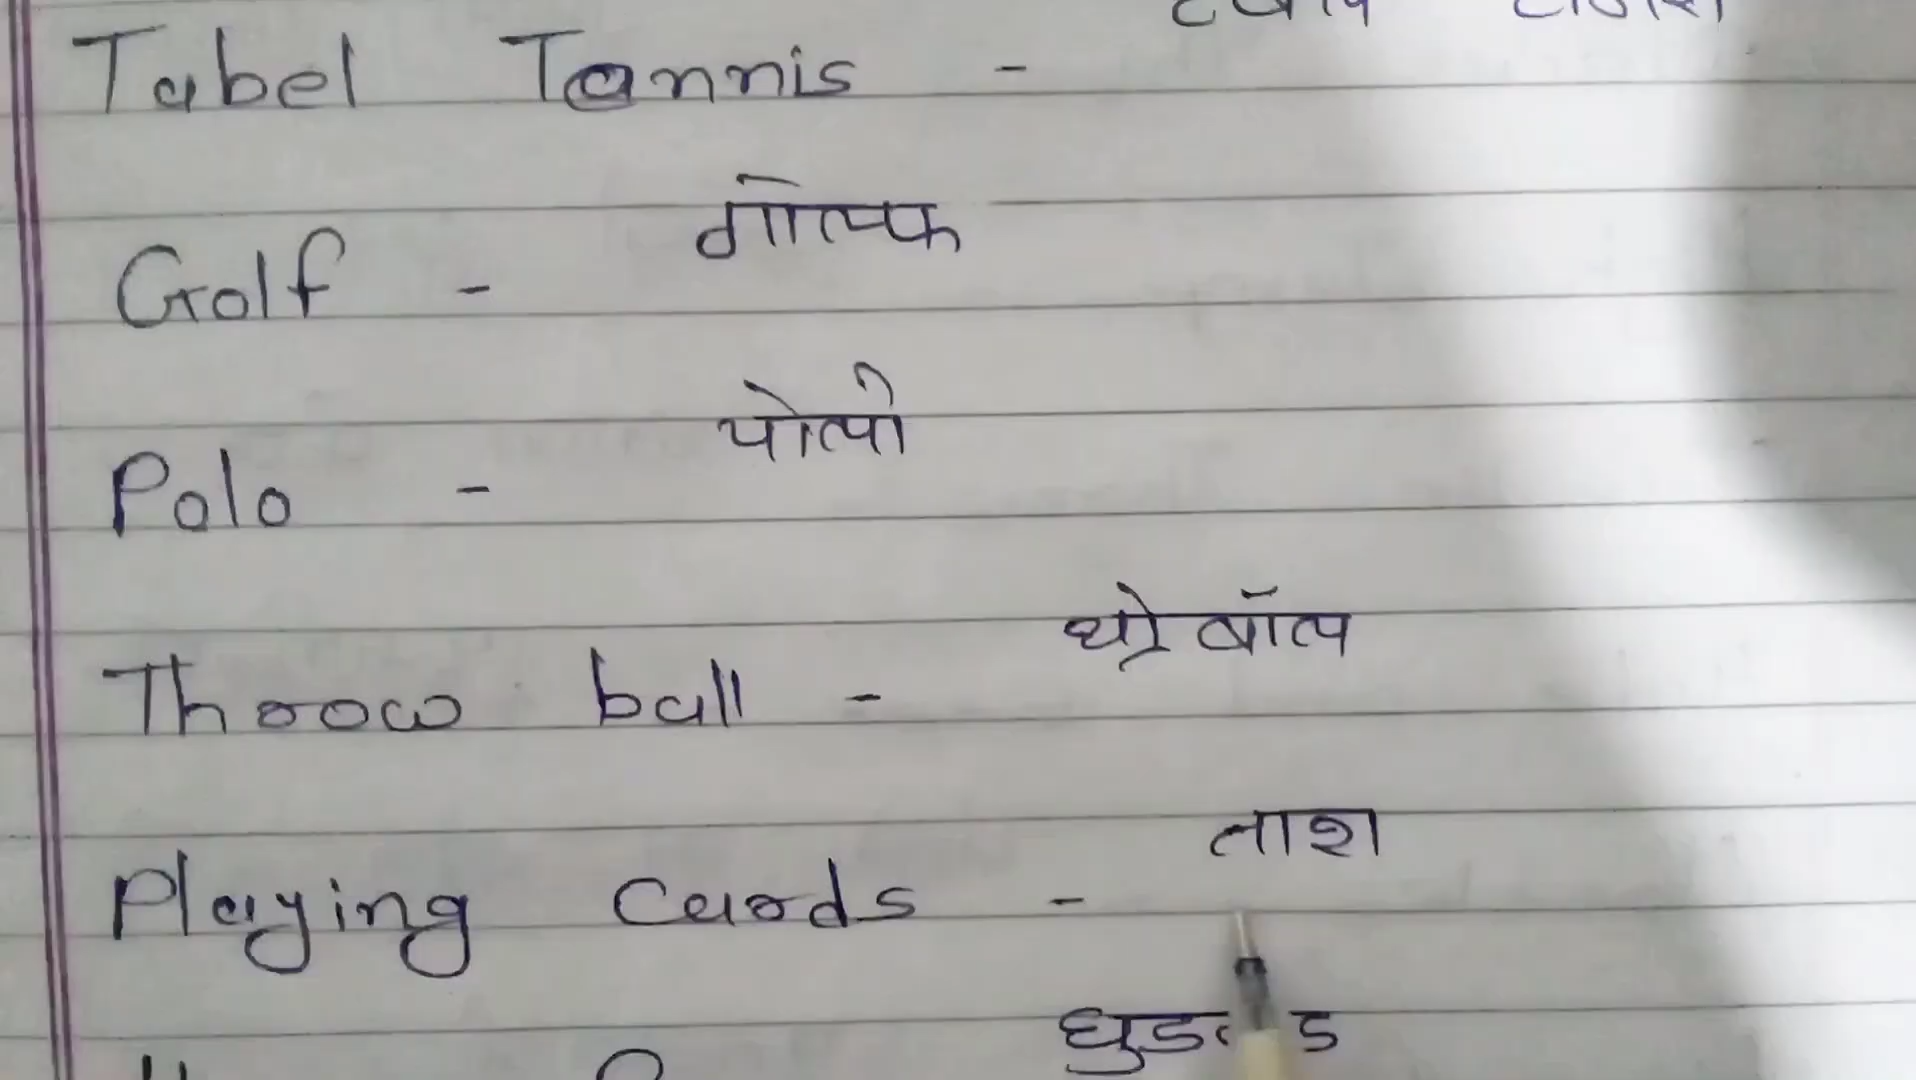 Tabel Tannis -
Golf - गोल्फ
Polo - पोलो
Throw ball - थ्रो बॉल
Playing Cards - ताश